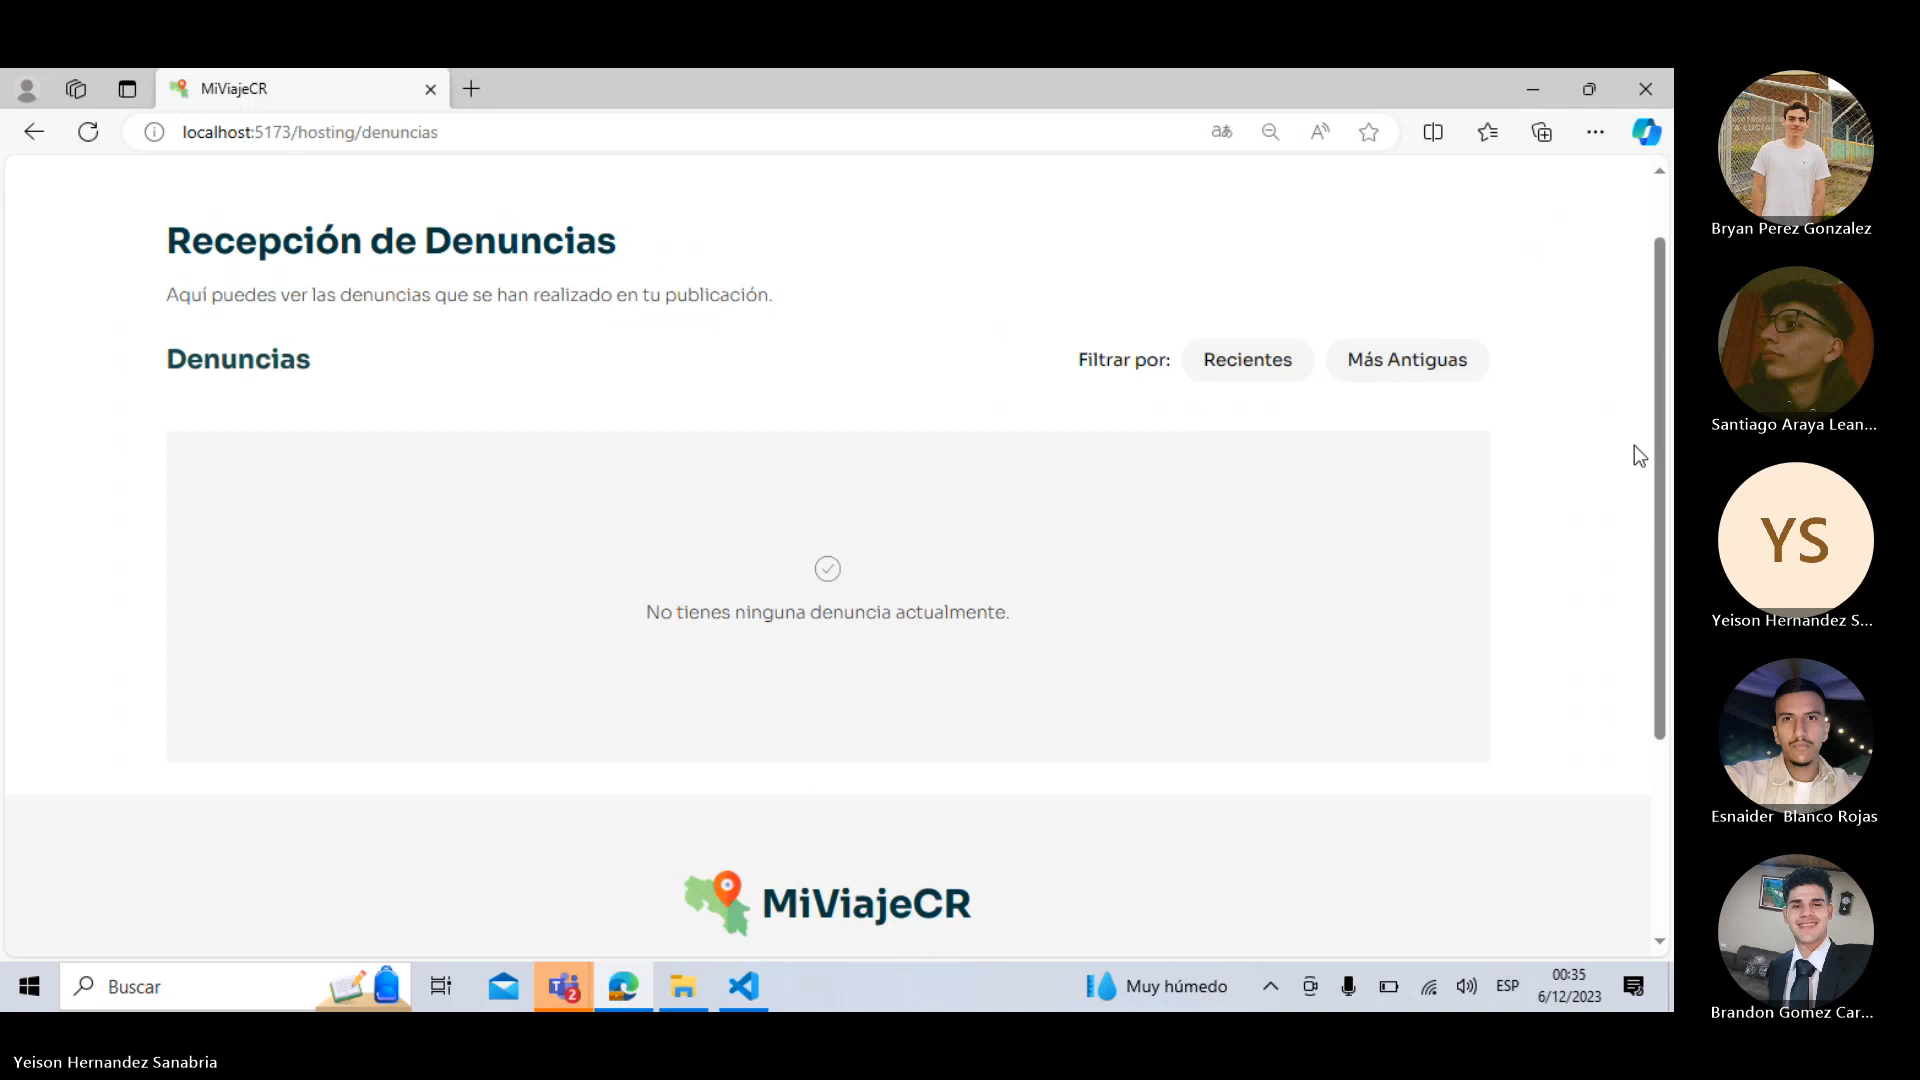 MiViajeCR
localhost:5173/hosting/denuncias
Recepción de Denuncias
Aquí puedes ver las denuncias que se han realizado en tu publicación.
Denuncias
Filtrar por:
Recientes
Más Antiguas
No tienes ninguna denuncia actualmente.
MiViajeCR
Buscar
2
Muy húmedo
ESP
00:35
6/12/2023
Bryan Perez Gonzalez
Santiago Araya Lean...
YS
Yeison Hernandez S...
Esnaider Blanco Rojas
Brandon Gomez Car...
Yeison Hernandez Sanabria